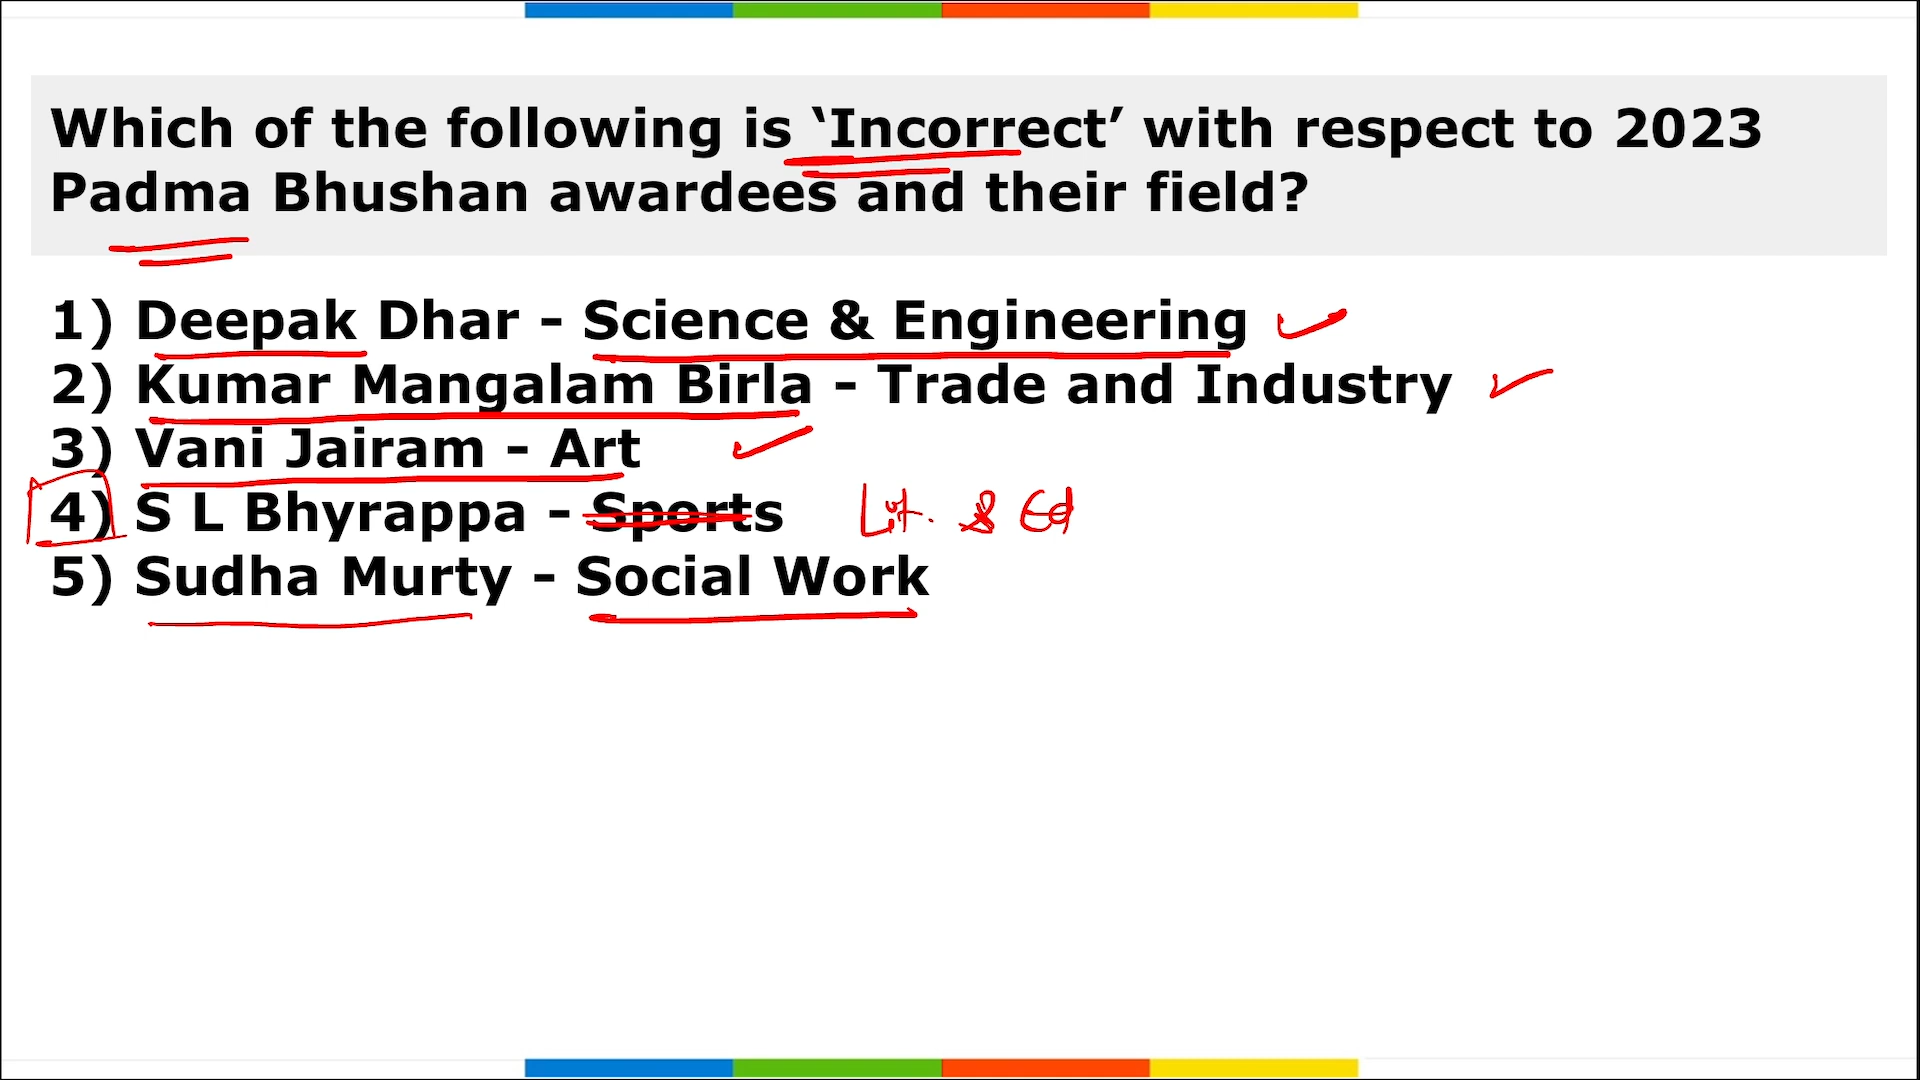 Which of the following is ‘Incorrect’ with respect to 2023
Padma Bhushan awardees and their field?
1) Deepak Dhar - Science & Engineering
2) Kumar Mangalam Birla - Trade and Industry
3) Vani Jairam - Art
4) S L Bhyrappa - Sports Lit. & Ed
5) Sudha Murty - Social Work